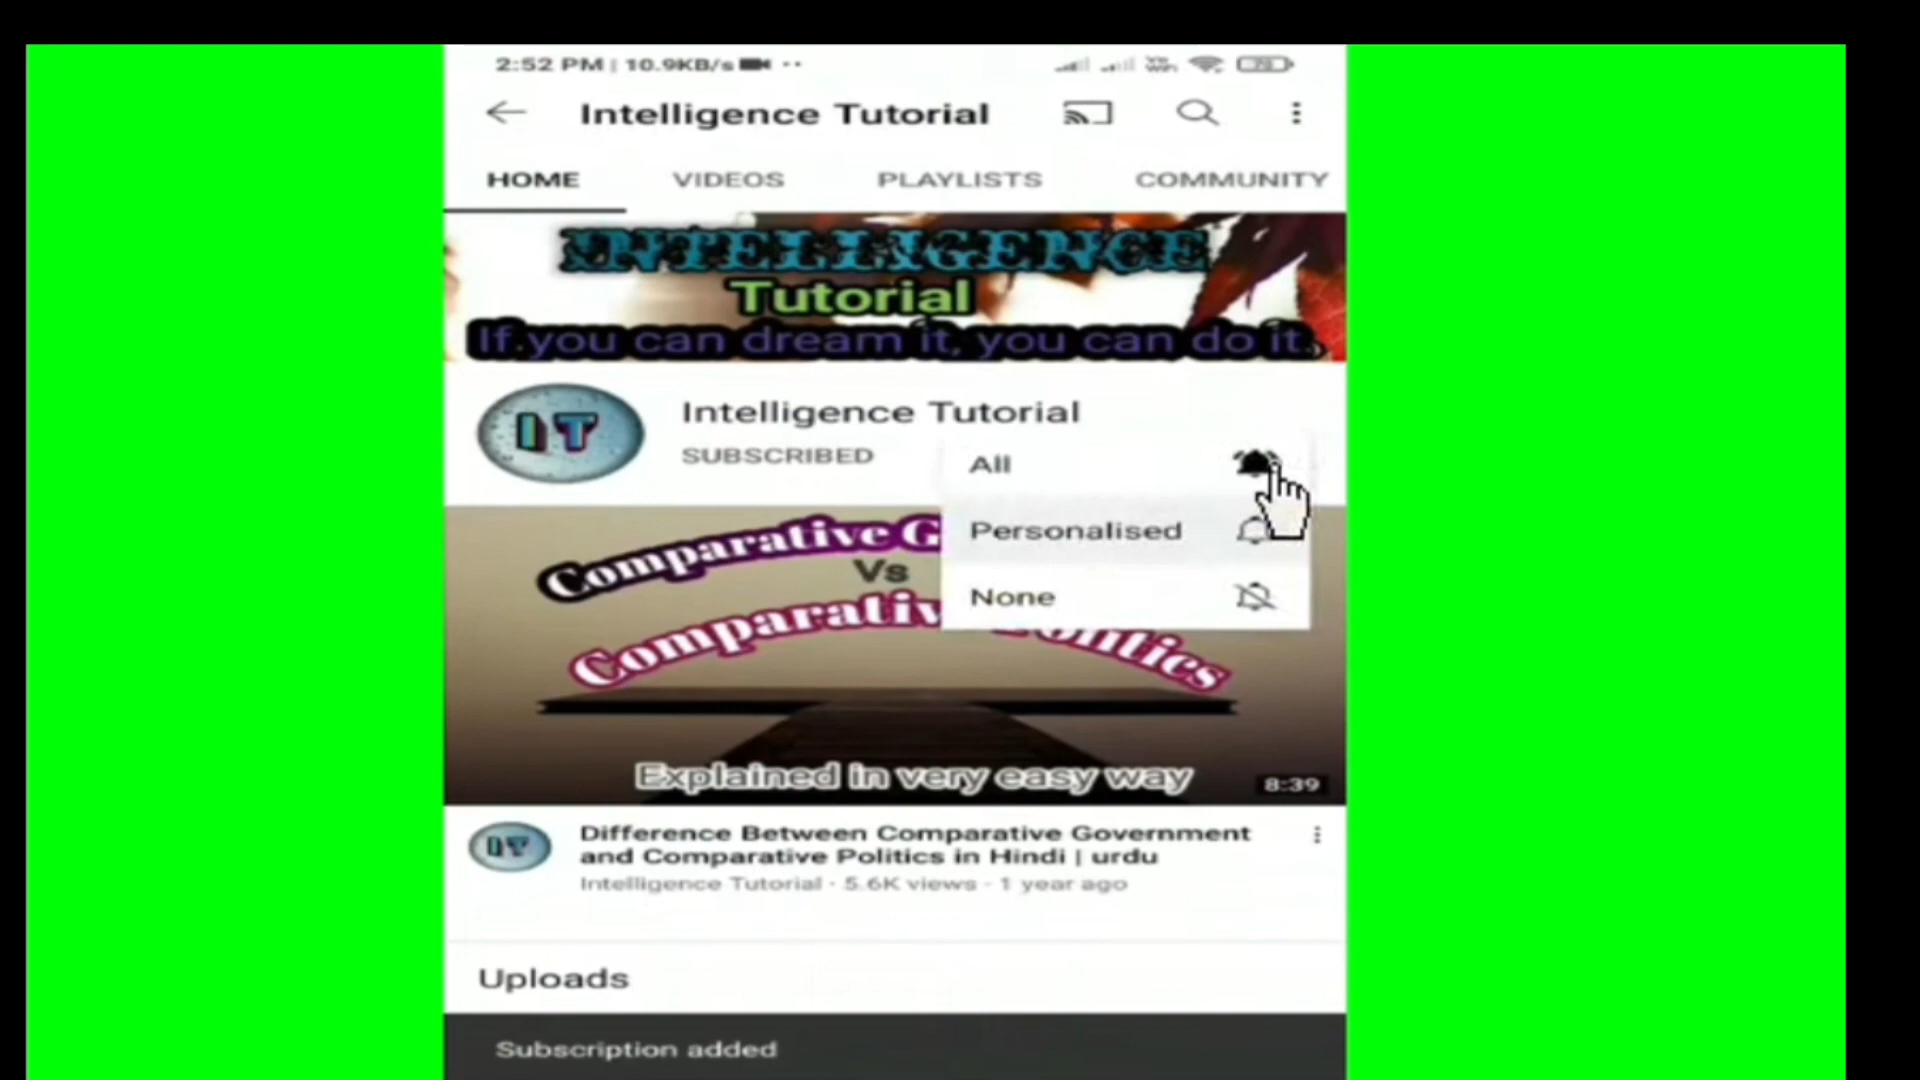 2:52 PM | 10.9KB/s
Intelligence Tutorial
HOME VIDEOS PLAYLISTS COMMUNITY
INTELLIGENCE
Tutorial
If you can dream it, you can do it.
IT
Intelligence Tutorial
SUBSCRIBED
All
Personalised
None
Comparative G
Vs
Comparativ
Explained in very easy way
8:39
IT
Difference Between Comparative Government
and Comparative Politics in Hindi | urdu
Intelligence Tutorial · 5.6K views · 1 year ago
Uploads
Subscription added